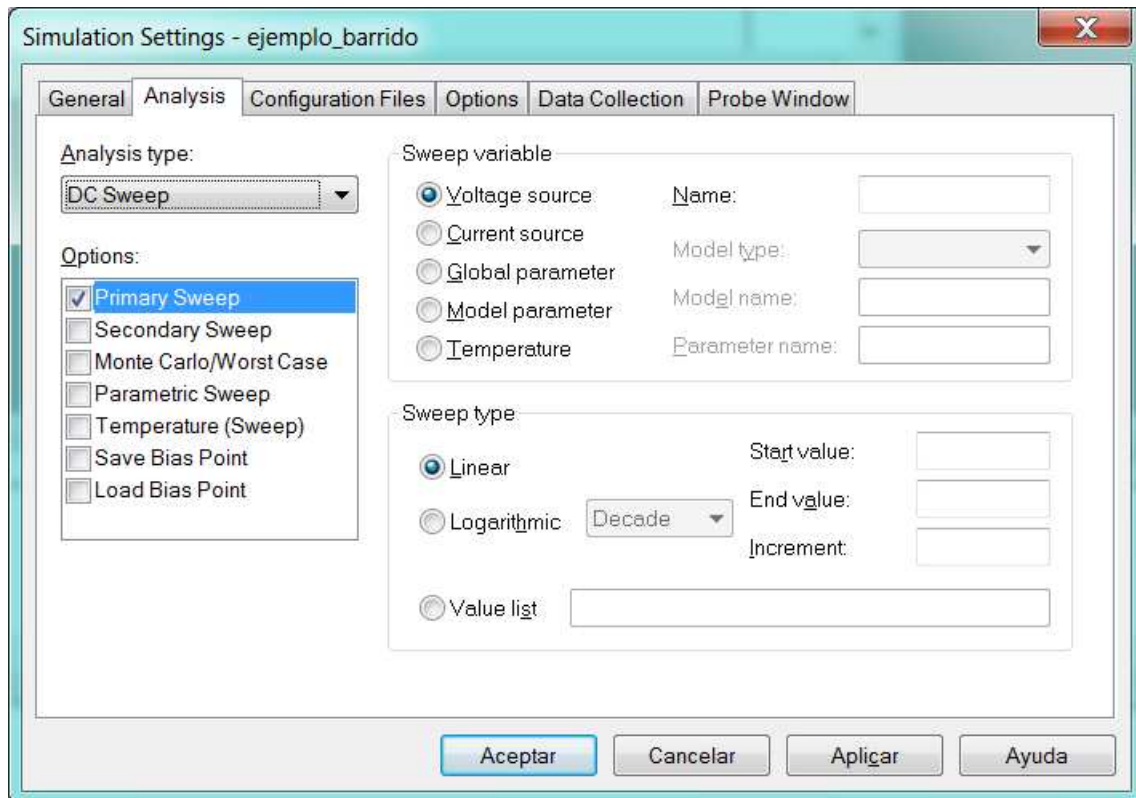 Simulation Settings - ejemplo_barrido
General Analysis Configuration Files Options Data Collection Probe Window
Analysis type:
DC Sweep
Options:
Primary Sweep
Secondary Sweep
Monte Carlo/Worst Case
Parametric Sweep
Temperature (Sweep)
Save Bias Point
Load Bias Point
Sweep variable
Voltage source
Current source
Global parameter
Model parameter
Temperature
Name:
Model type:
Model name:
Parameter name:
Sweep type
Linear
Logarithmic Decade
Value list
Start value:
End value:
Increment:
Aceptar Cancelar Aplicar Ayuda